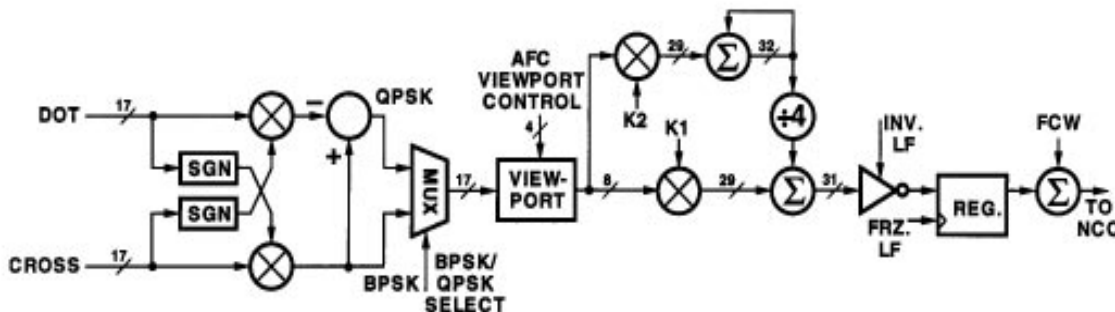 DOT
17
SGN
SGN
CROSS
17
−
+
QPSK
BPSK
MUX
BPSK/
QPSK
SELECT
17
AFC
VIEWPORT
CONTROL
4
VIEW-
PORT
8
K2
29
Σ
32
÷4
K1
29
Σ
31
INV.
LF
FRZ.
LF
REG.
FCW
Σ
TO
NCO